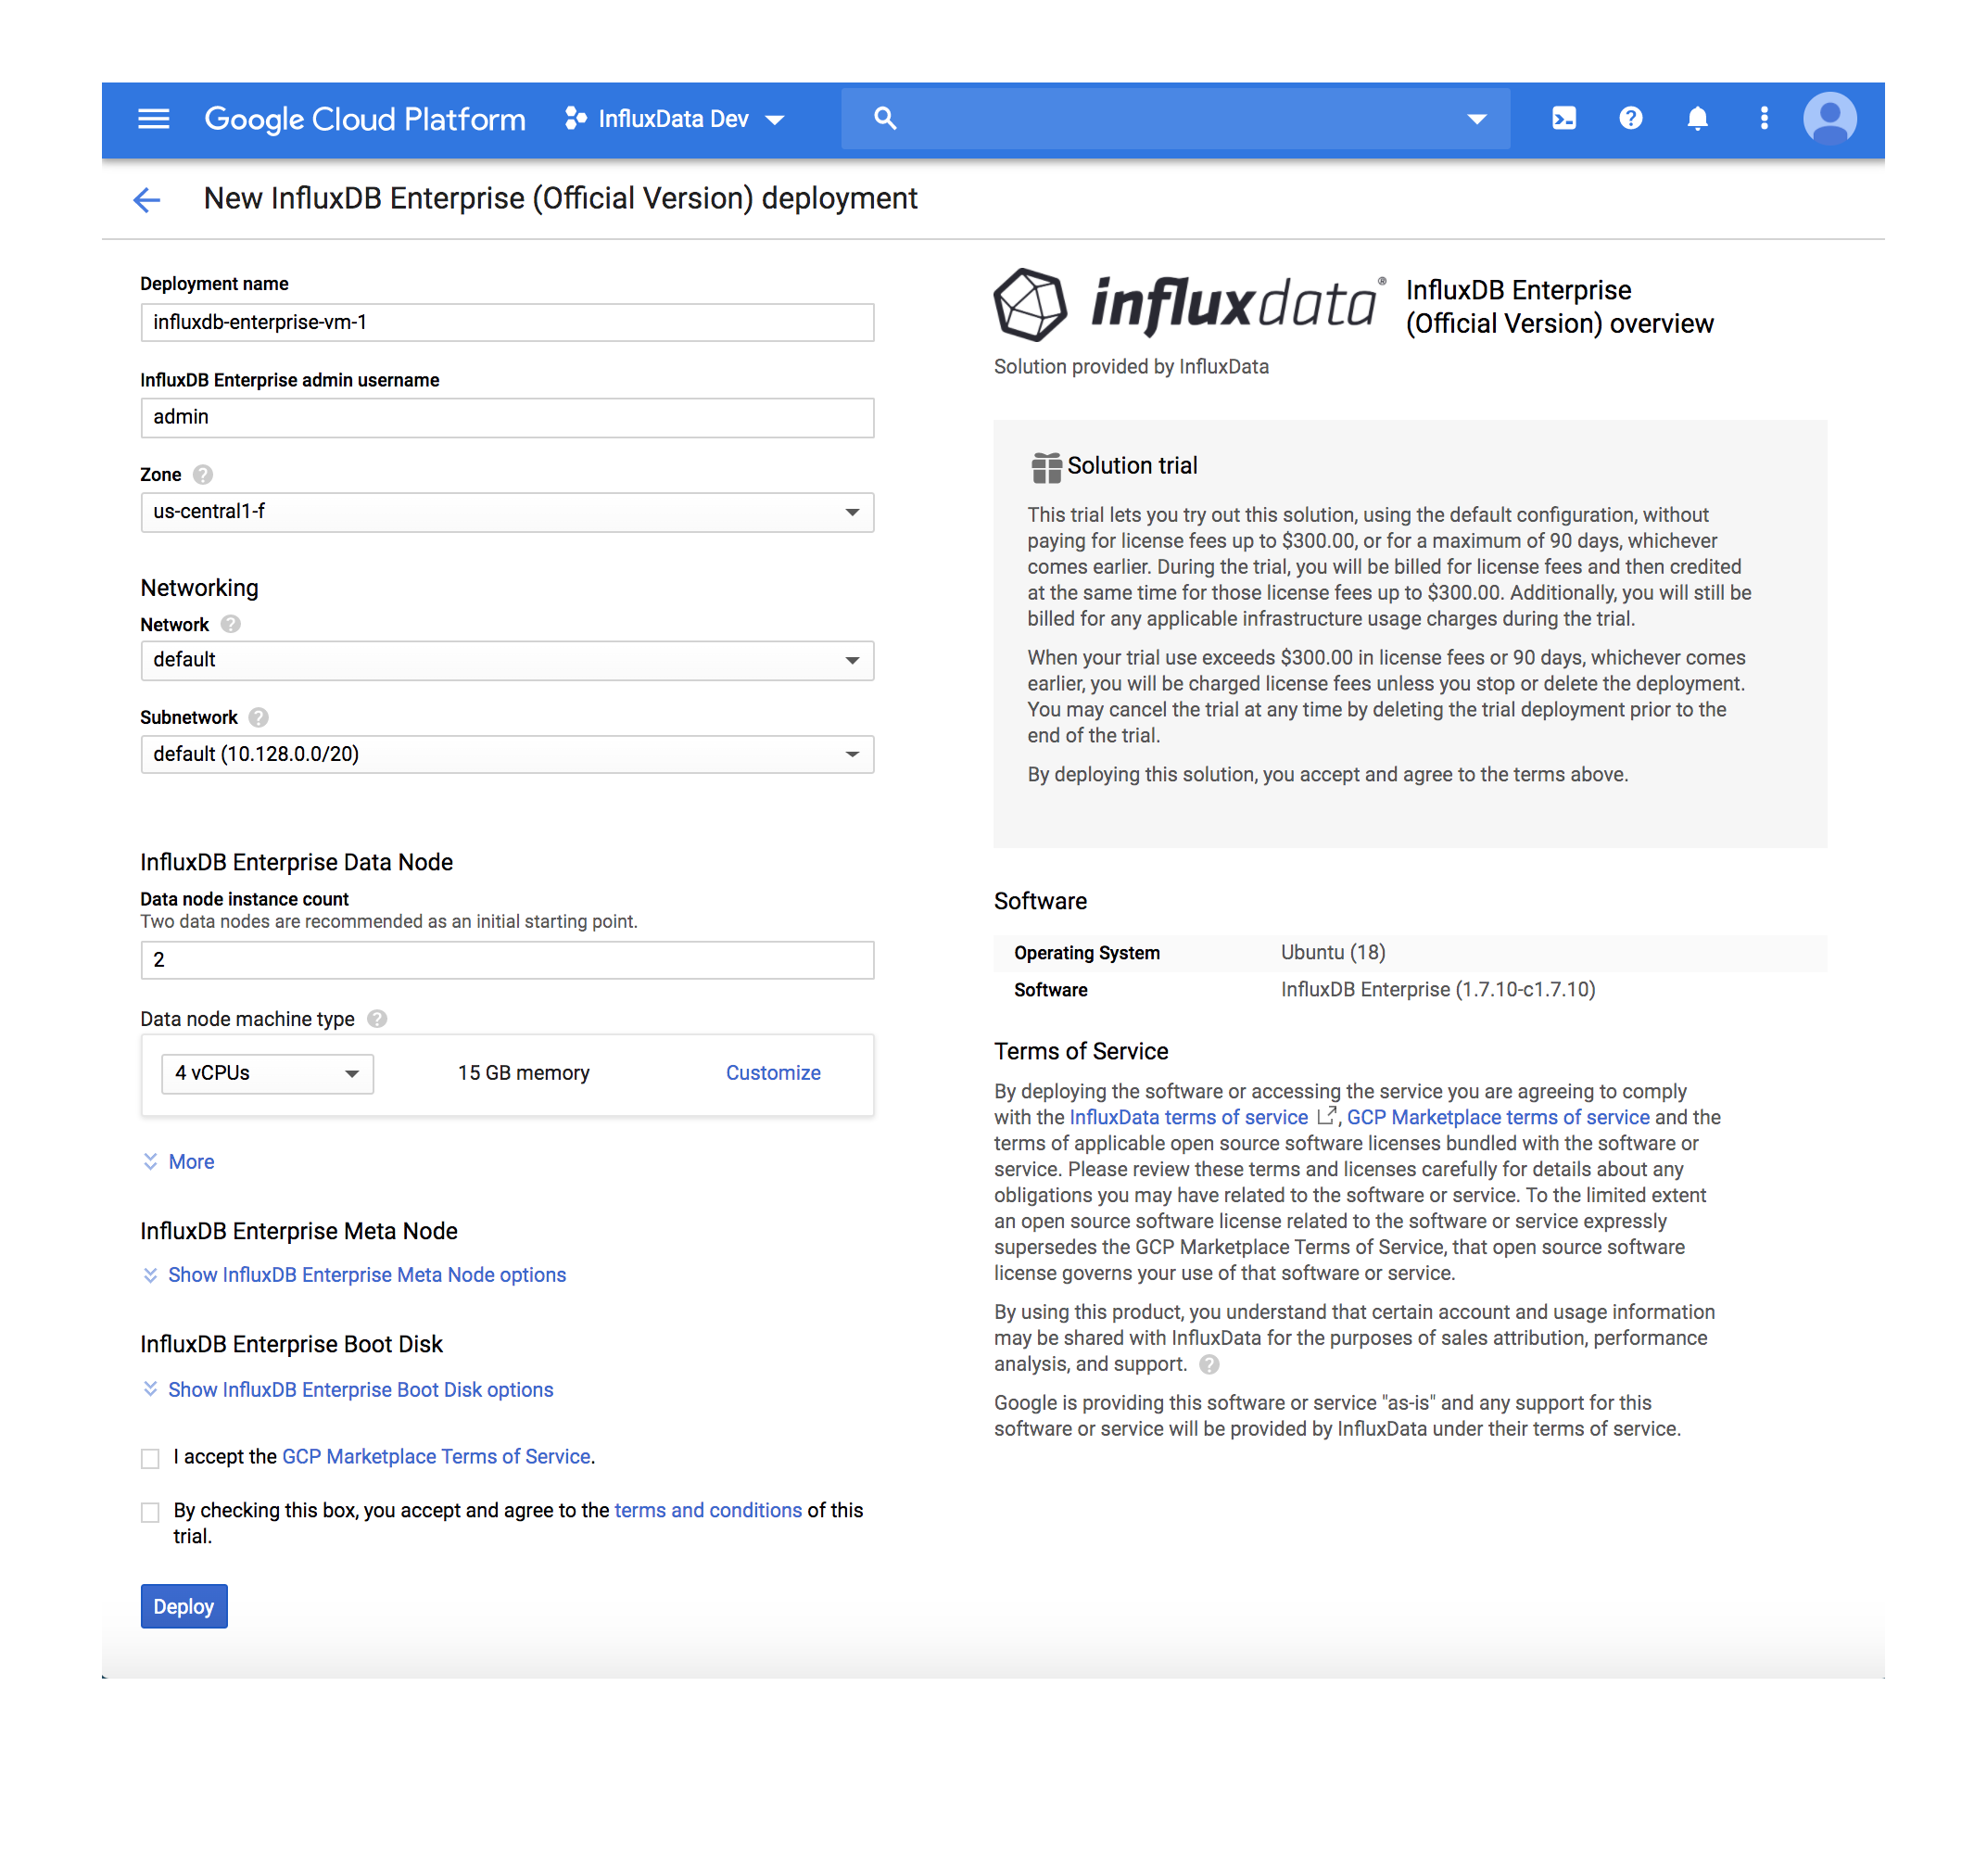 Google Cloud Platform
InfluxData Dev
New InfluxDB Enterprise (Official Version) deployment
Deployment name
influxdb-enterprise-vm-1
InfluxDB Enterprise admin username
admin
Zone
us-central1-f
Networking
Network
default
Subnetwork
default (10.128.0.0/20)
InfluxDB Enterprise Data Node
Data node instance count
Two data nodes are recommended as an initial starting point.
2
Data node machine type
4 vCPUs
15 GB memory
Customize
More
InfluxDB Enterprise Meta Node
Show InfluxDB Enterprise Meta Node options
InfluxDB Enterprise Boot Disk
Show InfluxDB Enterprise Boot Disk options
I accept the GCP Marketplace Terms of Service.
By checking this box, you accept and agree to the terms and conditions of this
trial.
Deploy
influxdata®
InfluxDB Enterprise
(Official Version) overview
Solution provided by InfluxData
Solution trial
This trial lets you try out this solution, using the default configuration, without
paying for license fees up to $300.00, or for a maximum of 90 days, whichever
comes earlier. During the trial, you will be billed for license fees and then credited
at the same time for those license fees up to $300.00. Additionally, you will still be
billed for any applicable infrastructure usage charges during the trial.
When your trial use exceeds $300.00 in license fees or 90 days, whichever comes
earlier, you will be charged license fees unless you stop or delete the deployment.
You may cancel the trial at any time by deleting the trial deployment prior to the
end of the trial.
By deploying this solution, you accept and agree to the terms above.
Software
Operating System
Ubuntu (18)
Software
InfluxDB Enterprise (1.7.10-c1.7.10)
Terms of Service
By deploying the software or accessing the service you are agreeing to comply
with the InfluxData terms of service , GCP Marketplace terms of service and the
terms of applicable open source software licenses bundled with the software or
service. Please review these terms and licenses carefully for details about any
obligations you may have related to the software or service. To the limited extent
an open source software license related to the software or service expressly
supersedes the GCP Marketplace Terms of Service, that open source software
license governs your use of that software or service.
By using this product, you understand that certain account and usage information
may be shared with InfluxData for the purposes of sales attribution, performance
analysis, and support.
Google is providing this software or service "as-is" and any support for this
software or service will be provided by InfluxData under their terms of service.